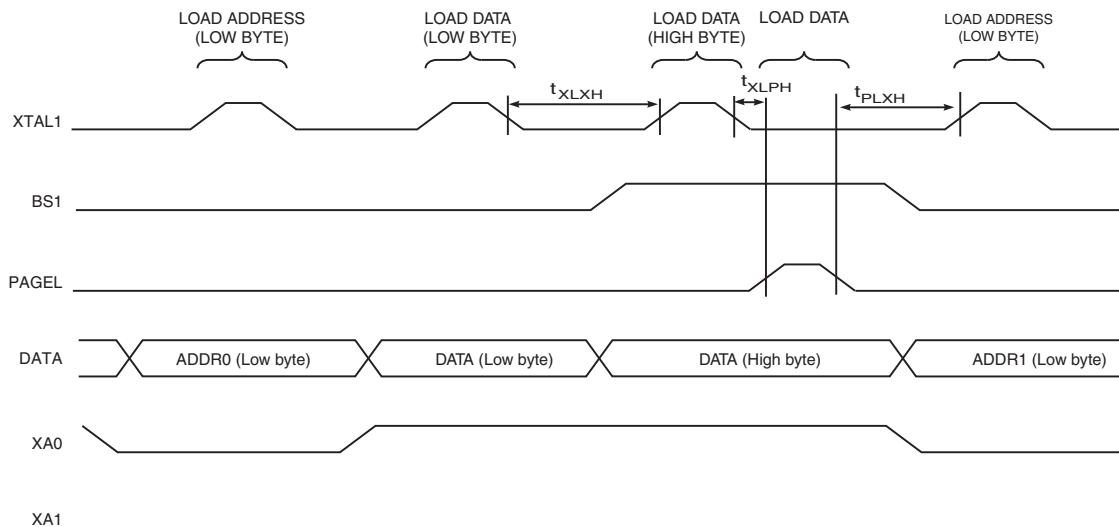 LOAD ADDRESS
(LOW BYTE)
LOAD DATA
(LOW BYTE)
LOAD DATA
(HIGH BYTE)
LOAD DATA
LOAD ADDRESS
(LOW BYTE)
tXLXH
tXLPH
tPLXH
XTAL1
BS1
PAGEL
DATA
ADDR0 (Low byte)
DATA (Low byte)
DATA (High byte)
ADDR1 (Low byte)
XA0
XA1